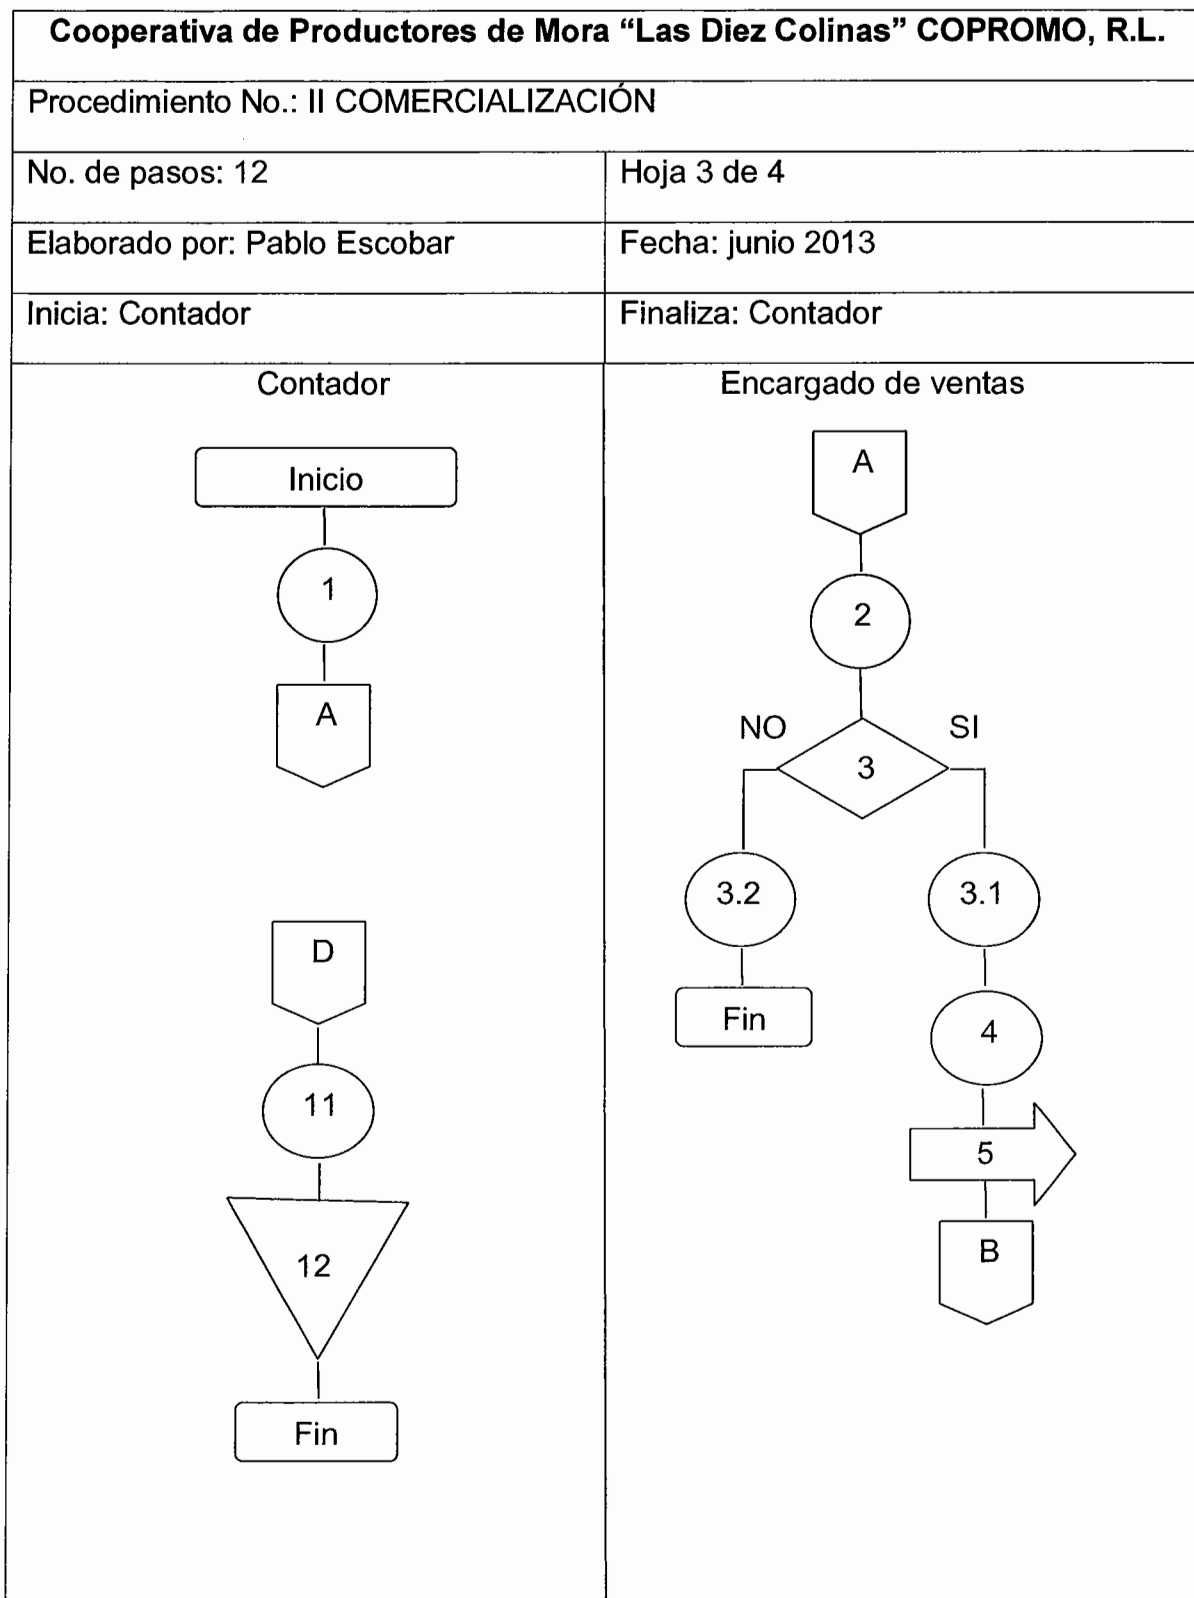 Cooperativa de Productores de Mora “Las Diez Colinas” COPROMO, R.L.
Procedimiento No.: II COMERCIALIZACIÓN
No. de pasos: 12
Hoja 3 de 4
Elaborado por: Pablo Escobar
Fecha: junio 2013
Inicia: Contador
Finaliza: Contador
Contador
Inicio
1
A
D
11
12
Fin
Encargado de ventas
A
2
NO
SI
3
3.2
3.1
Fin
4
5
B